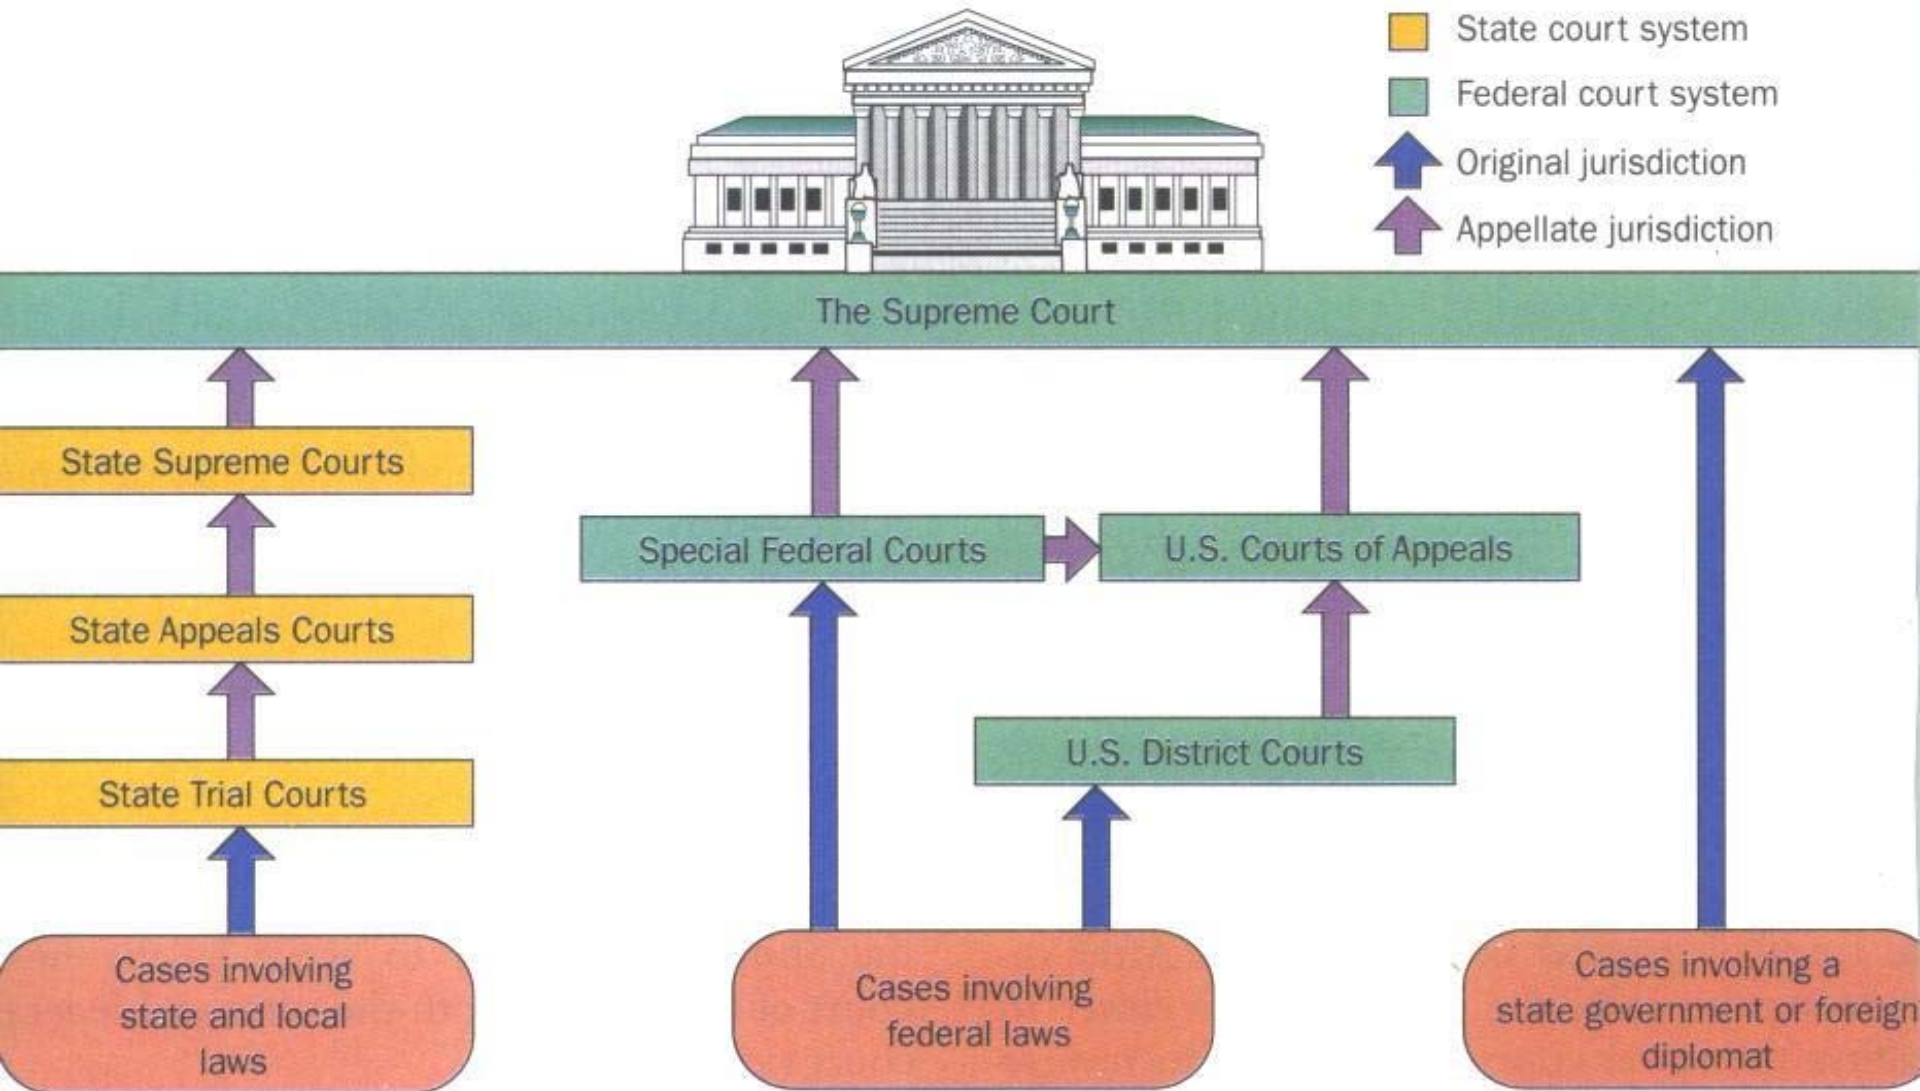 State court system
Federal court system
Original jurisdiction
Appellate jurisdiction
The Supreme Court
State Supreme Courts
Special Federal Courts
U.S. Courts of Appeals
State Appeals Courts
U.S. District Courts
State Trial Courts
Cases involving
state and local
laws
Cases involving
federal laws
Cases involving a
state government or foreign
diplomat